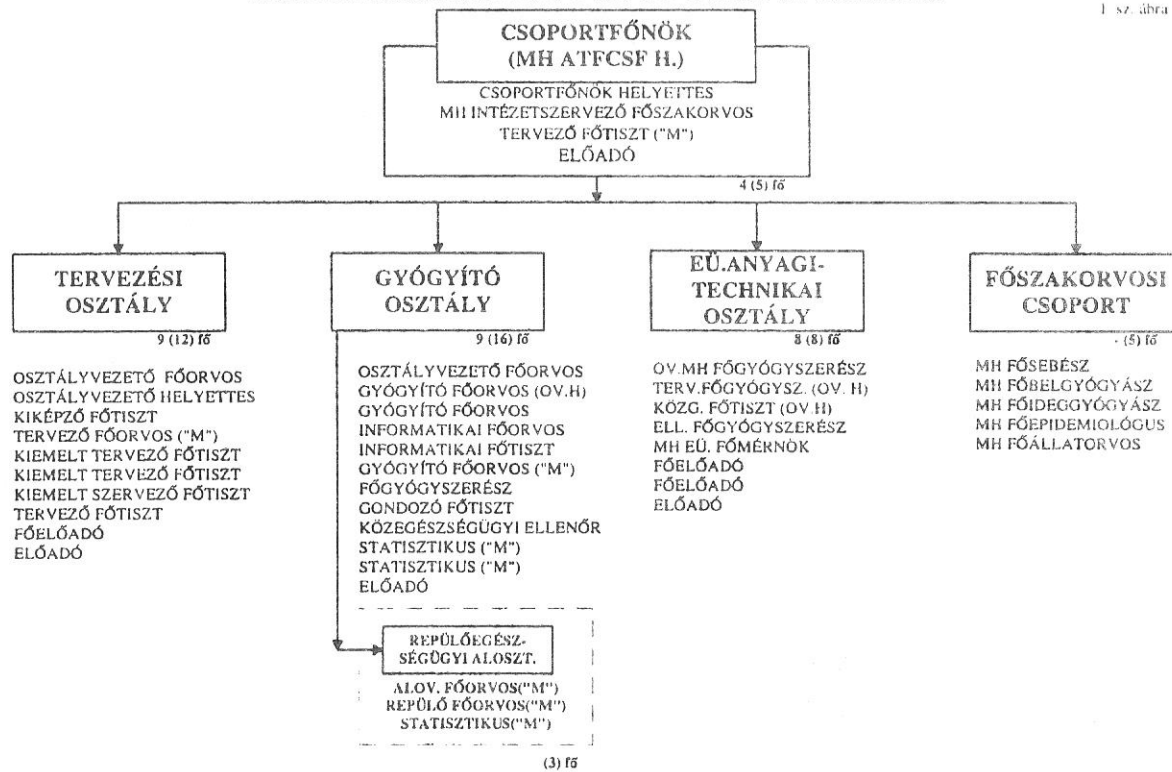 1 sz. ábra
CSOPORTFŐNÖK
(MH ATFCSF H.)
CSOPORTFŐNÖK HELYETTES
MH INTÉZETSZERVEZŐ FŐSZAKORVOS
TERVEZŐ FŐTISZT ("M")
ELŐADÓ
4 (5) fő
TERVEZÉSI
OSZTÁLY
9 (12) fő
OSZTÁLYVEZETŐ FŐORVOS
OSZTÁLYVEZETŐ HELYETTES
KIKÉPZŐ FŐTISZT
TERVEZŐ FŐORVOS ("M")
KIEMELT TERVEZŐ FŐTISZT
KIEMELT TERVEZŐ FŐTISZT
KIEMELT SZERVEZŐ FŐTISZT
TERVEZŐ FŐTISZT
FŐELŐADÓ
ELŐADÓ
GYÓGYÍTÓ
OSZTÁLY
9 (16) fő
OSZTÁLYVEZETŐ FŐORVOS
GYÓGYÍTÓ FŐORVOS (OV.H)
GYÓGYÍTÓ FŐORVOS
INFORMATIKAI FŐORVOS
INFORMATIKAI FŐTISZT
GYÓGYÍTÓ FŐORVOS ("M")
FŐGYÓGYSZERÉSZ
GONDOZÓ FŐTISZT
KÖZEGÉSZSÉGÜGYI ELLENŐR
STATISZTIKUS ("M")
STATISZTIKUS ("M")
ELŐADÓ
REPÜLŐEGÉSZ-
SÉGÜGYI ALOSZT.
ALOV. FŐORVOS("M")
REPÜLŐ FŐORVOS("M")
STATISZTIKUS("M")
(3) fő
EÜ.ANYAGI-
TECHNIKAI
OSZTÁLY
8 (8) fő
OV.MH FŐGYÓGYSZERÉSZ
TERV.FŐGYÓGYSZ. (OV. H)
KÖZG. FŐTISZT (OV.H)
ELL. FŐGYÓGYSZERÉSZ
MH EÜ. FŐMÉRNÖK
FŐELŐADÓ
FŐELŐADÓ
ELŐADÓ
FŐSZAKORVOSI
CSOPORT
- (5) fő
MH FŐSEBÉSZ
MH FŐBELGYÓGYÁSZ
MH FŐIDEGGYÓGYÁSZ
MH FŐEPIDEMIOLÓGUS
MH FŐÁLLATORVOS